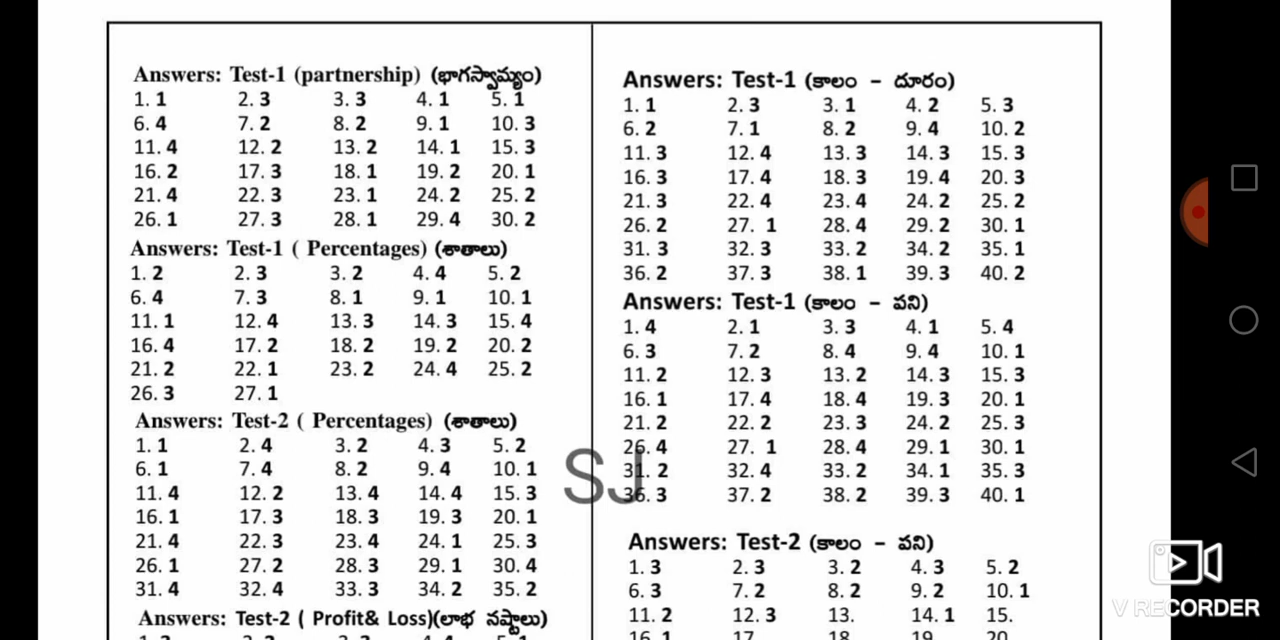 Answers: Test-1 (partnership) (భాగస్వామ్యం)
1. 1 2. 3 3. 3 4. 1 5. 1
6. 4 7. 2 8. 2 9. 1 10. 3
11. 4 12. 2 13. 2 14. 1 15. 3
16. 2 17. 3 18. 1 19. 2 20. 1
21. 4 22. 3 23. 1 24. 2 25. 2
26. 1 27. 3 28. 1 29. 4 30. 2
Answers: Test-1 ( Percentages) (శాతాలు)
1. 2 2. 3 3. 2 4. 4 5. 2
6. 4 7. 3 8. 1 9. 1 10. 1
11. 1 12. 4 13. 3 14. 3 15. 4
16. 4 17. 2 18. 2 19. 2 20. 2
21. 2 22. 1 23. 2 24. 4 25. 2
26. 3 27. 1
Answers: Test-2 ( Percentages) (శాతాలు)
1. 1 2. 4 3. 2 4. 3 5. 2
6. 1 7. 4 8. 2 9. 4 10. 1
11. 4 12. 2 13. 4 14. 4 15. 3
16. 1 17. 3 18. 3 19. 3 20. 1
21. 4 22. 3 23. 4 24. 1 25. 3
26. 1 27. 2 28. 3 29. 1 30. 4
31. 4 32. 4 33. 3 34. 2 35. 2
Answers: Test-2 ( Profit& Loss)(లాభ నష్టాలు)
Answers: Test-1 (కాలం – దూరం)
1. 1 2. 3 3. 1 4. 2 5. 3
6. 2 7. 1 8. 2 9. 4 10. 2
11. 3 12. 4 13. 3 14. 3 15. 3
16. 3 17. 4 18. 3 19. 4 20. 3
21. 3 22. 4 23. 4 24. 2 25. 2
26. 2 27. 1 28. 4 29. 2 30. 1
31. 3 32. 3 33. 2 34. 2 35. 1
36. 2 37. 3 38. 1 39. 3 40. 2
Answers: Test-1 (కాలం – పని)
1. 4 2. 1 3. 3 4. 1 5. 4
6. 3 7. 2 8. 4 9. 4 10. 1
11. 2 12. 3 13. 2 14. 3 15. 3
16. 1 17. 4 18. 4 19. 3 20. 1
21. 2 22. 2 23. 3 24. 2 25. 3
26. 4 27. 1 28. 4 29. 1 30. 1
31. 2 32. 4 33. 2 34. 1 35. 3
36. 3 37. 2 38. 2 39. 3 40. 1
Answers: Test-2 (కాలం – పని)
1. 3 2. 3 3. 2 4. 3 5. 2
6. 3 7. 2 8. 2 9. 2 10. 1
11. 2 12. 3 13. 14. 1 15.
16. 1 17. 18. 19. 20.
SJ
V RECORDER